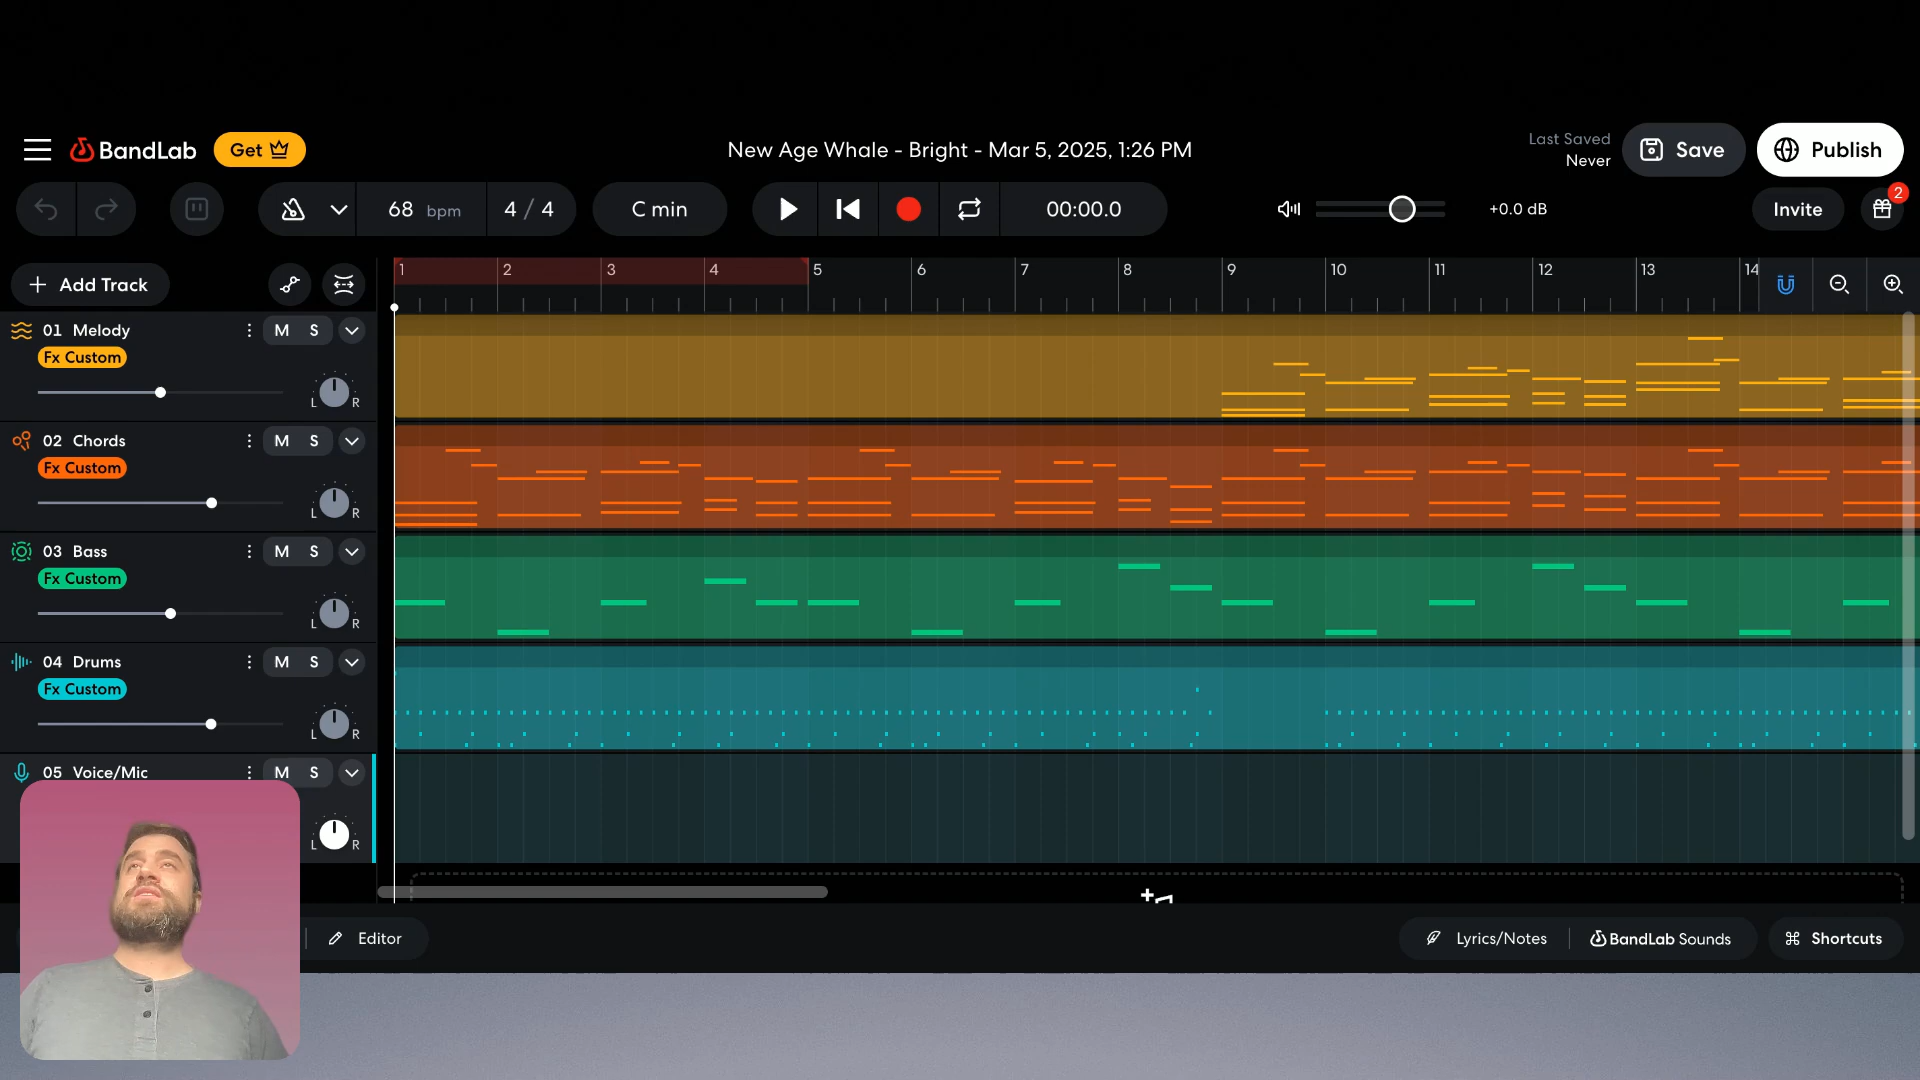 BandLab
Get
New Age Whale - Bright - Mar 5, 2025, 1:26 PM
Last Saved
Never
Save
Publish
68 bpm
4 / 4
C min
00:00.0
+0.0 dB
Invite
2
Add Track
1 2 3 4 5 6 7 8 9 10 11 12 13 14
01 Melody M S
Fx Custom
L R
02 Chords M S
Fx Custom
L R
03 Bass M S
Fx Custom
L R
04 Drums M S
Fx Custom
L R
05 Voice/Mic M S
L R
Editor
Lyrics/Notes
BandLab Sounds
Shortcuts